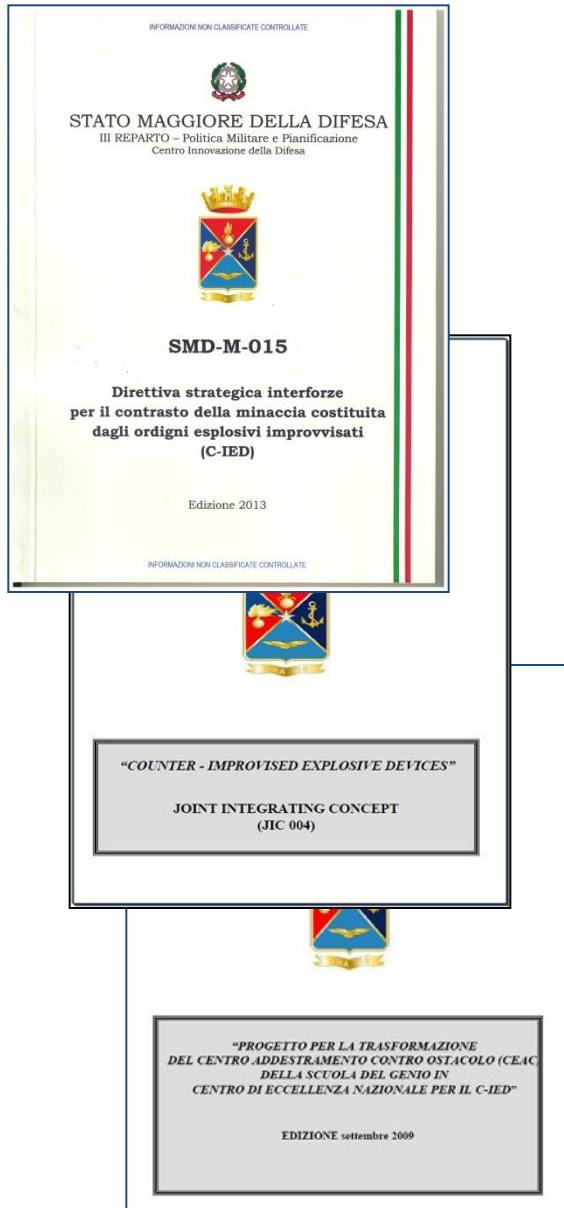 INFORMAZIONI NON CLASSIFICATE CONTROLLATE
STATO MAGGIORE DELLA DIFESA
III REPARTO – Politica Militare e Pianificazione
Centro Innovazione della Difesa
SMD-M-015
Direttiva strategica interforze
per il contrasto della minaccia costituita
dagli ordigni esplosivi improvvisati
(C-IED)
Edizione 2013
INFORMAZIONI NON CLASSIFICATE CONTROLLATE
“COUNTER - IMPROVISED EXPLOSIVE DEVICES”
JOINT INTEGRATING CONCEPT
(JIC 004)
“PROGETTO PER LA TRASFORMAZIONE
DEL CENTRO ADDESTRAMENTO CONTRO OSTACOLO (CEAC)
DELLA SCUOLA DEL GENIO IN
CENTRO DI ECCELLENZA NAZIONALE PER IL C-IED”
EDIZIONE settembre 2009